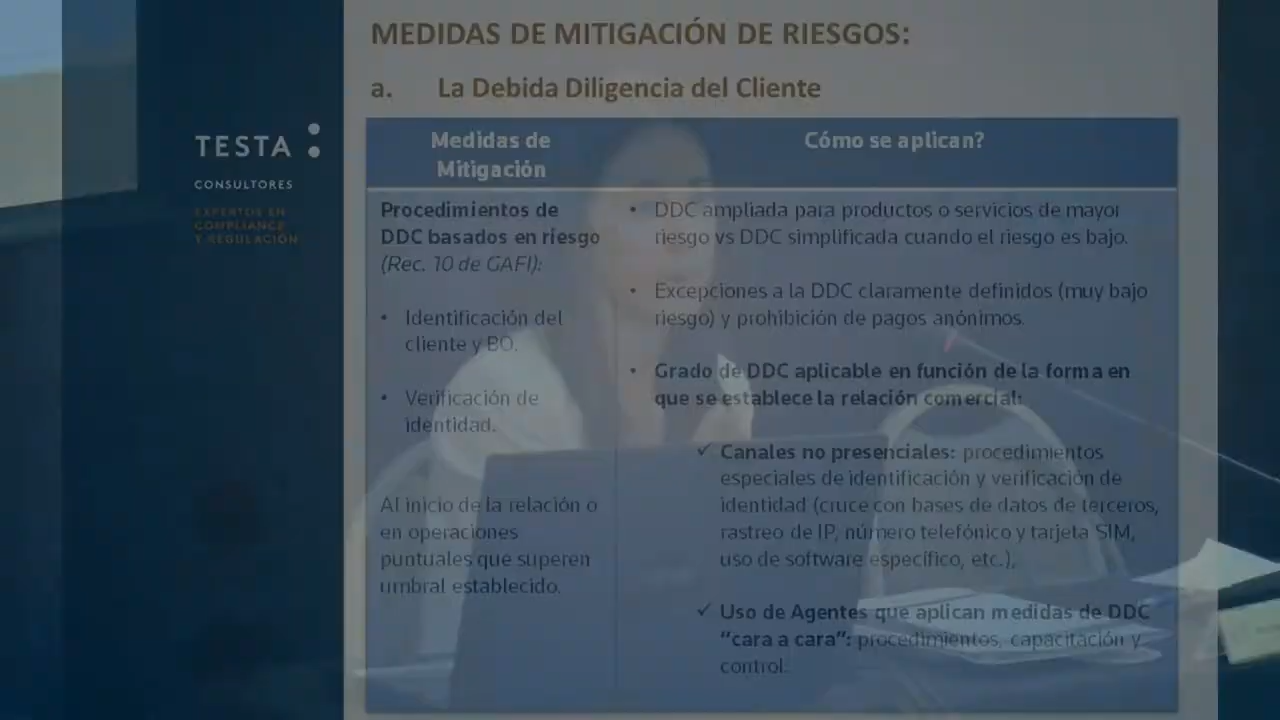 MEDIDAS DE MITIGACIÓN DE RIESGOS:
a. La Debida Diligencia del Cliente
TESTA :
CONSULTORES
EXPERTOS EN
COMPLIANCE
Y REGULACIÓN
Medidas de
Mitigación
Cómo se aplican?
Procedimientos de
DDC basados en riesgo
(Rec. 10 de GAFI):
• Identificación del
cliente y BO.
• Verificación de
identidad.
Al inicio de la relación o
en operaciones
puntuales que superen
umbral establecido.
• DDC ampliada para productos o servicios de mayor
riesgo vs DDC simplificada cuando el riesgo es bajo.
• Excepciones a la DDC claramente definidos (muy bajo
riesgo) y prohibición de pagos anónimos.
• Grado de DDC aplicable en función de la forma en
que se establece la relación comercial:
✓ Canales no presenciales: procedimientos
especiales de identificación y verificación de
identidad (cruce con bases de datos de terceros,
rastreo de IP, número telefónico y tarjeta SIM,
uso de software específico, etc.),
✓ Uso de Agentes que aplican medidas de DDC
“cara a cara”: procedimientos, capacitación y
control.